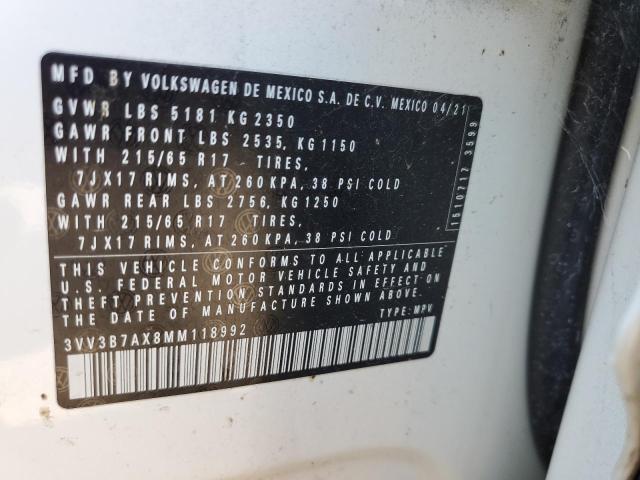 MFD BY VOLKSWAGEN DE MEXICO S.A. DE C.V. MEXICO 04/21
GVWR LBS 5181 KG 2350
GAWR FRONT LBS 2535, KG 1150
WITH 215/65 R17 TIRES,
7JX17 RIMS, AT 260 KPA, 38 PSI COLD
GAWR REAR LBS 2756, KG 1250
WITH 215/65 R17 TIRES,
7JX17 RIMS, AT 260 KPA, 38 PSI COLD
THIS VEHICLE CONFORMS TO ALL APPLICABLE
U.S. FEDERAL MOTOR VEHICLE SAFETY AND
THEFT PREVENTION STANDARDS IN EFFECT ON
THE DATE OF MANUFACTURE SHOWN ABOVE.
3VV3B7AX8MM118992 TYPE: MPV
1510717 3599